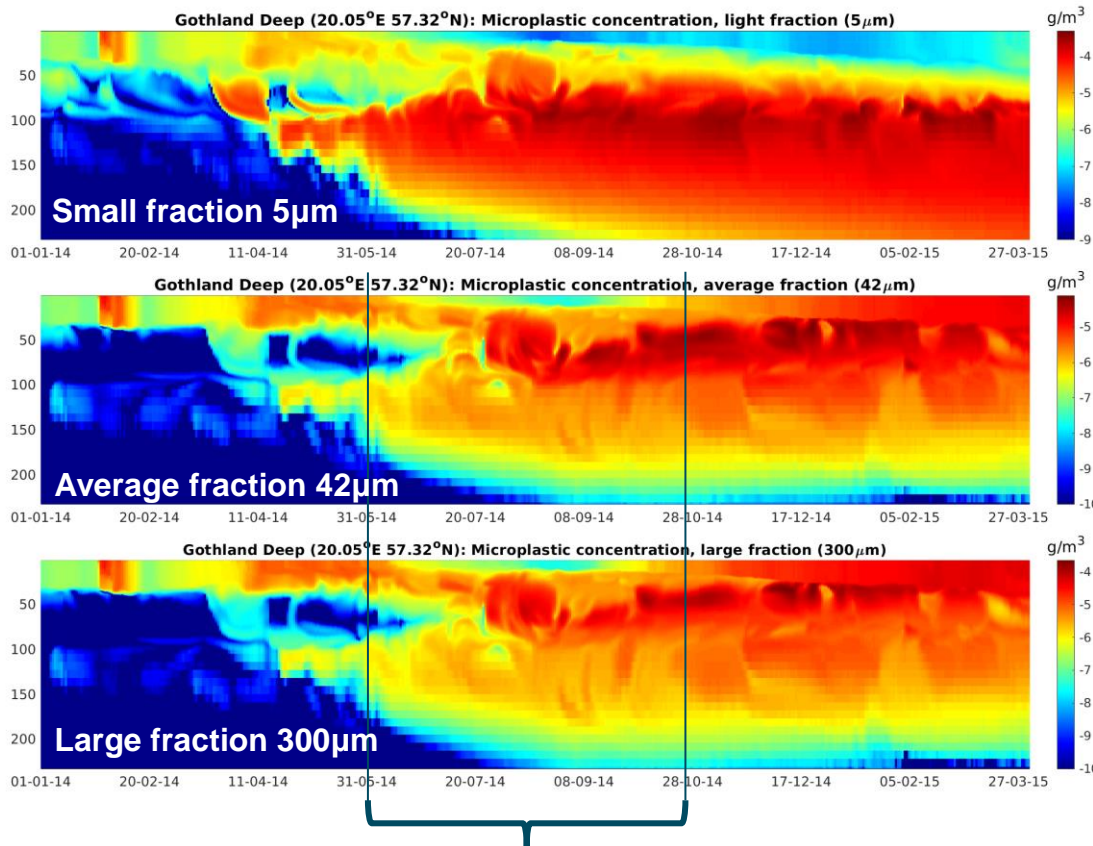 Gothland Deep (20.05°E 57.32°N): Microplastic concentration, light fraction (5μm)
g/m³
50
100
150
200
-4
-5
-6
-7
-8
-9
Small fraction 5µm
01-01-14 20-02-14 11-04-14 31-05-14 20-07-14 08-09-14 28-10-14 17-12-14 05-02-15 27-03-15
Gothland Deep (20.05°E 57.32°N): Microplastic concentration, average fraction (42μm)
g/m³
50
100
150
200
-5
-6
-7
-8
-9
-10
Average fraction 42µm
01-01-14 20-02-14 11-04-14 31-05-14 20-07-14 08-09-14 28-10-14 17-12-14 05-02-15 27-03-15
Gothland Deep (20.05°E 57.32°N): Microplastic concentration, large fraction (300μm)
g/m³
50
100
150
200
-4
-5
-6
-7
-8
-9
-10
Large fraction 300µm
01-01-14 20-02-14 11-04-14 31-05-14 20-07-14 08-09-14 28-10-14 17-12-14 05-02-15 27-03-15